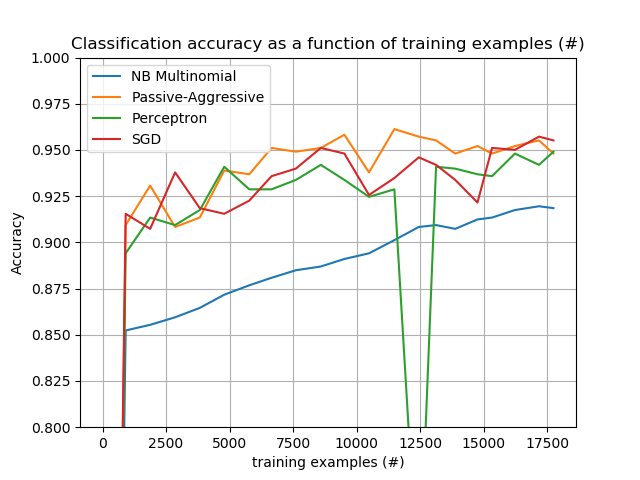 Classification accuracy as a function of training examples (#)
NB Multinomial
Passive-Aggressive
Perceptron
SGD
1.000
0.975
0.950
0.925
0.900
0.875
0.850
0.825
0.800
Accuracy
0 2500 5000 7500 10000 12500 15000 17500
training examples (#)